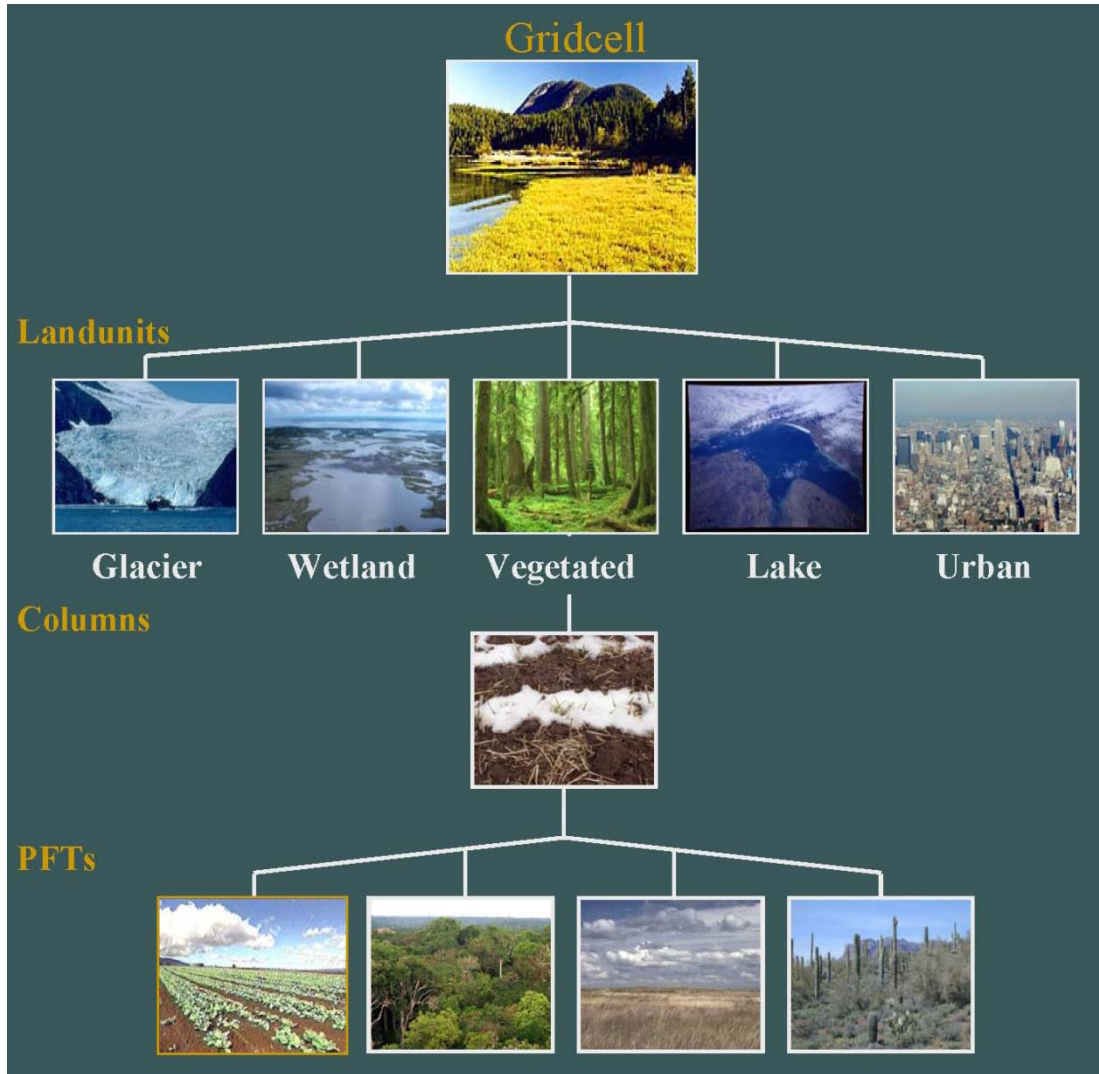 Gridcell
Landunits
Glacier Wetland Vegetated Lake Urban
Columns
PFTs